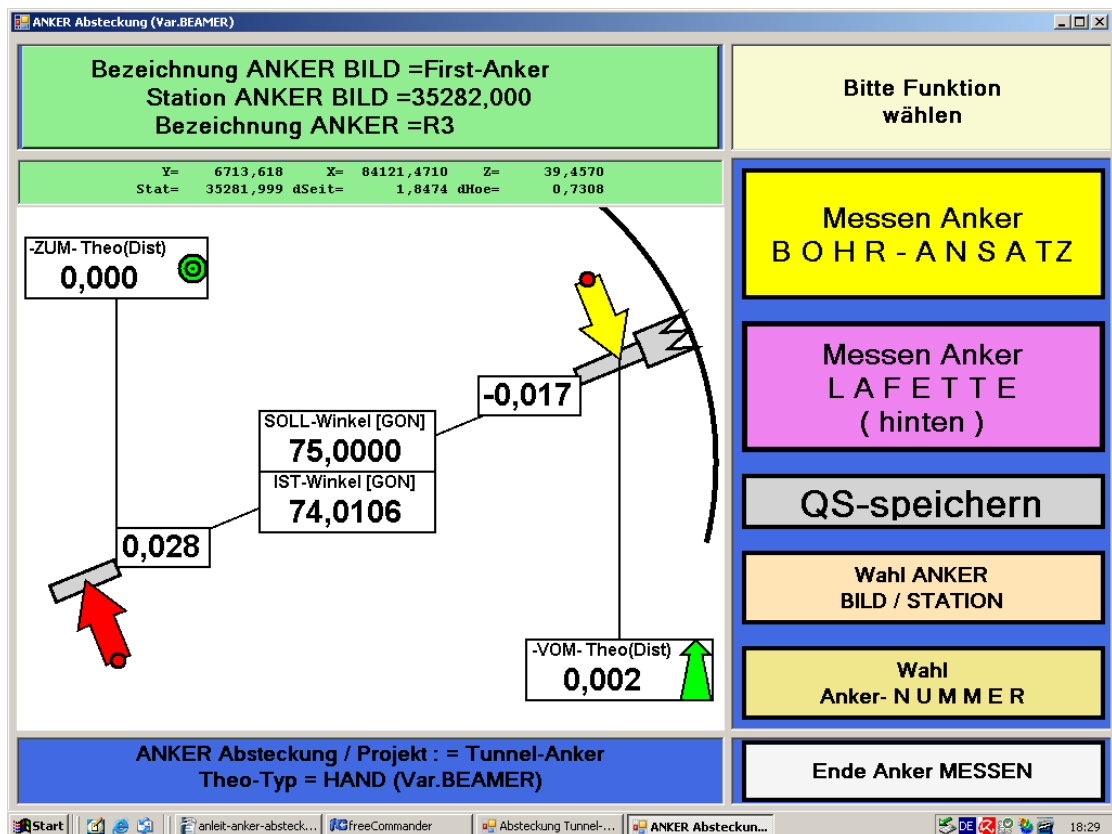 ANKER Absteckung (Var.BEAMER)
Bezeichnung ANKER BILD =First-Anker
Station ANKER BILD =35282,000
Bezeichnung ANKER =R3
Bitte Funktion
wählen
Y= 6713,618 X= 84121,4710 Z= 39,4570
Stat= 35281,999 dSeit= 1,8474 dHoe= 0,7308
-ZUM- Theo(Dist)
0,000
-0,017
SOLL-Winkel [GON]
75,0000
IST-Winkel [GON]
74,0106
0,028
-VOM- Theo(Dist)
0,002
Messen Anker
B O H R - A N S A TZ
Messen Anker
L A F E T T E
( hinten )
QS-speichern
Wahl ANKER
BILD / STATION
Wahl
Anker- N U M M E R
ANKER Absteckung / Projekt : = Tunnel-Anker
Theo-Typ = HAND (Var.BEAMER)
Ende Anker MESSEN
Start
anleit-anker-absteck...
freeCommander
Absteckung Tunnel-...
ANKER Absteckun...
DE
18:29